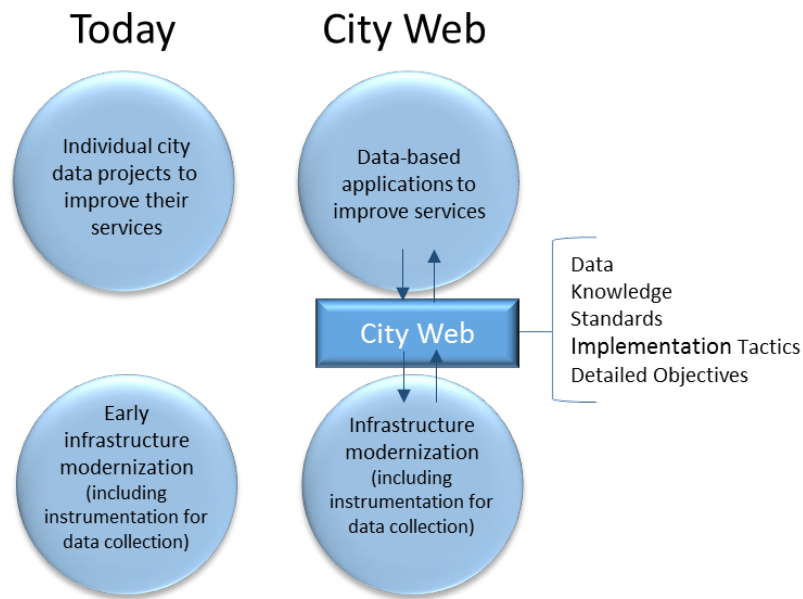 Today
City Web
Individual city
data projects to
improve their
services
Data-based
applications to
improve services
City Web
Data
Knowledge
Standards
Implementation Tactics
Detailed Objectives
Early
infrastructure
modernization
(including
instrumentation for
data collection)
Infrastructure
modernization
(including
instrumentation for
data collection)